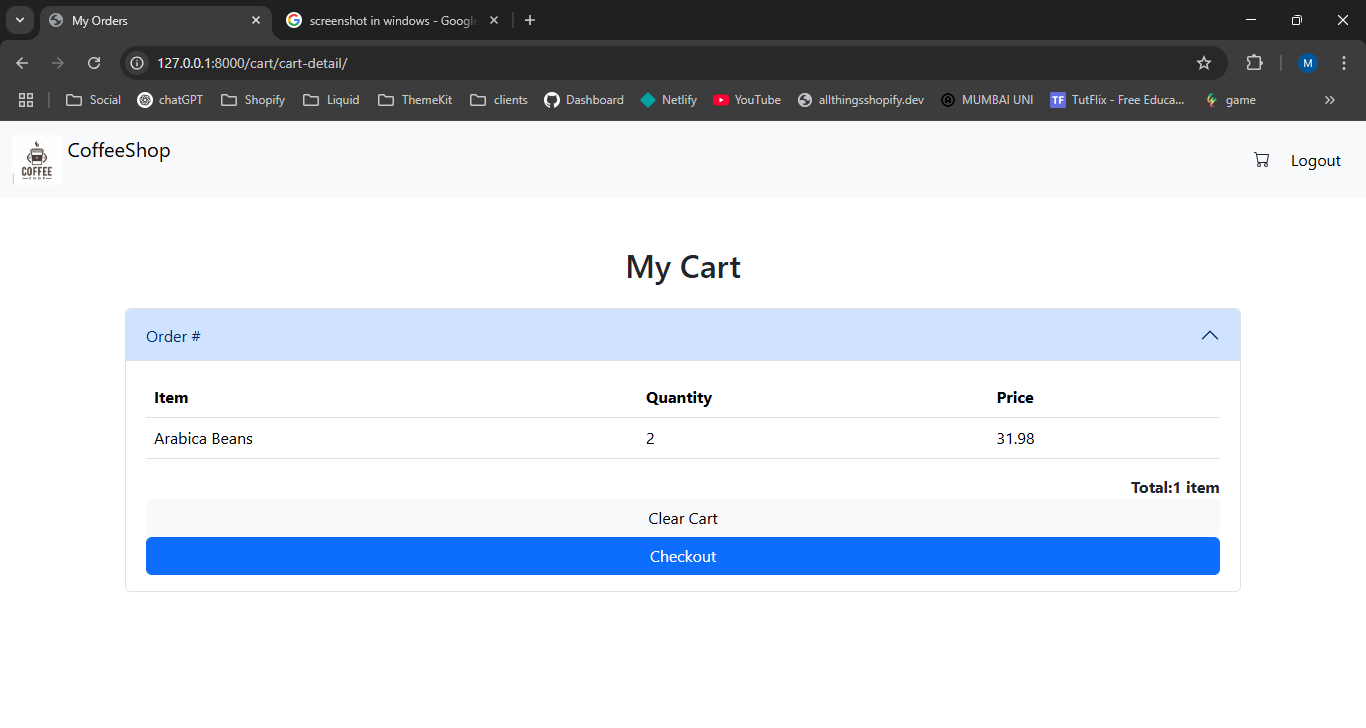 My Orders
screenshot in windows - Googl
127.0.0.1:8000/cart/cart-detail/
M
Social chatGPT Shopify Liquid ThemeKit clients Dashboard Netlify YouTube allthingsshopify.dev MUMBAI UNI TF TutFlix - Free Educa... game
COFFEE
SHOP
CoffeeShop
Logout
My Cart
Order #
Item Quantity Price
Arabica Beans 2 31.98
Total:1 item
Clear Cart
Checkout